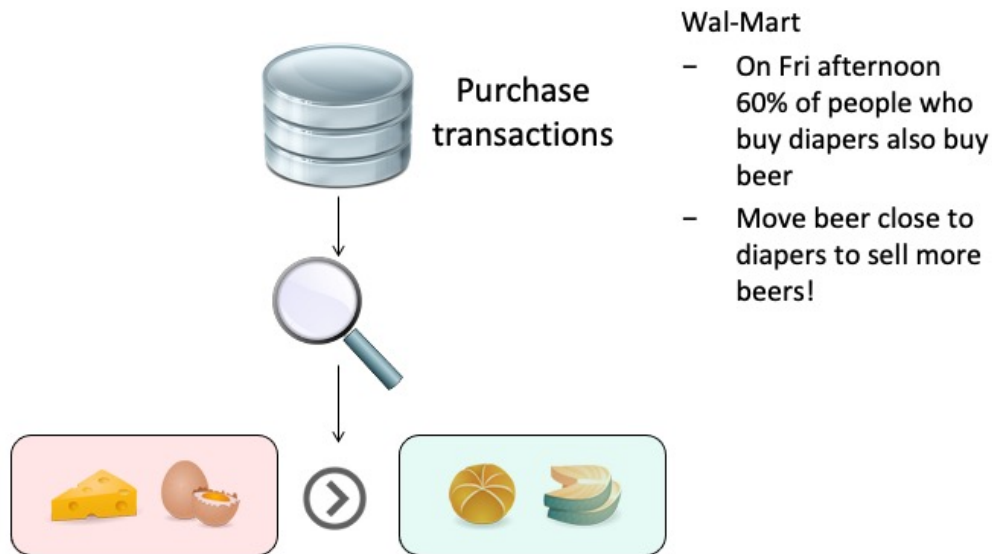 Purchase
transactions
Wal-Mart
– On Fri afternoon
60% of people who
buy diapers also buy
beer
– Move beer close to
diapers to sell more
beers!